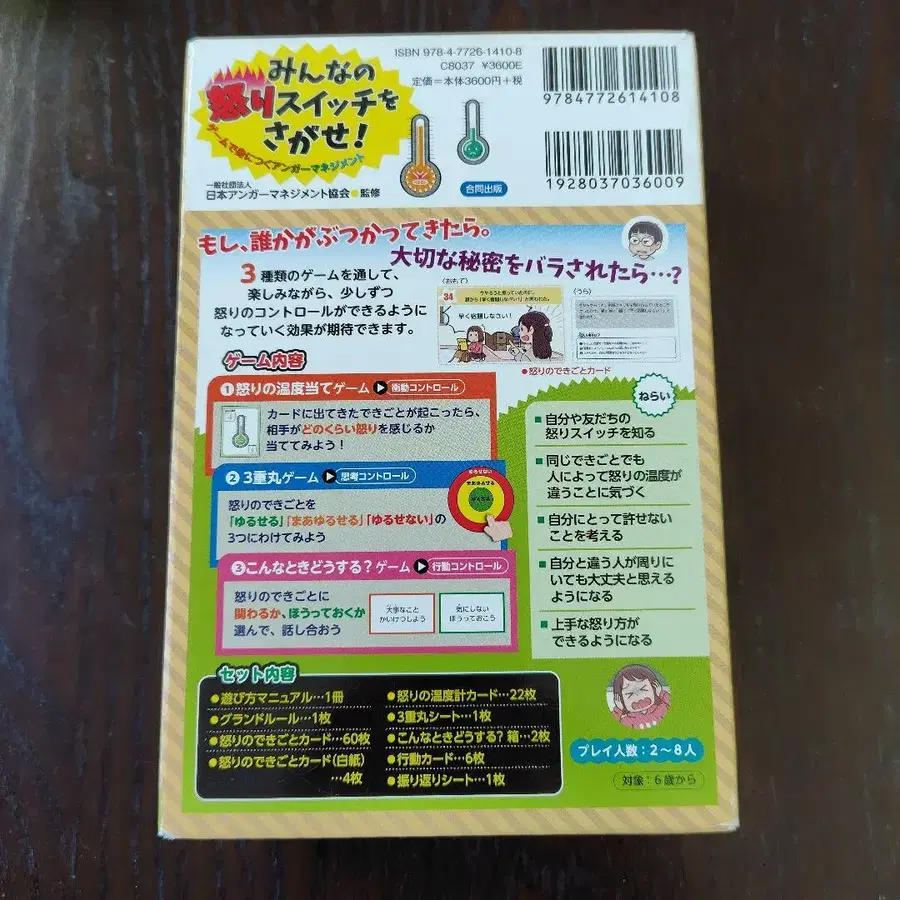 みんなの
怒りスイッチを
さがせ!
ゲームで身につくアンガーマネジメント
一般社団法人
日本アンガーマネジメント協会●監修
ISBN 978-4-7726-1410-8
C8037 ¥3600E
定価=本体3600円+税
合同出版
9784772614108
1928037036009
もし、誰かがぶつかってきたら。
大切な秘密をバラされたら…?
3種類のゲームを通して、
楽しみながら、少しずつ
怒りのコントロールができるように
なっていく効果が期待できます。
〈おもて〉
34
早く宿題しなさい!
〈うら〉
●怒りのできごとカード
ゲーム内容
❶怒りの温度当てゲーム▶衝動コントロール
カードに出てきたできごとが起こったら、
相手がどのくらい怒りを感じるか
当ててみよう!
❷3重丸ゲーム▶思考コントロール
怒りのできごとを
「ゆるせる」「まあゆるせる」「ゆるせない」の
3つにわけてみよう
ゆるせない
まあゆるせる
ゆるせる
❸こんなときどうする?ゲーム▶行動コントロール
怒りのできごとに
関わるか、ほうっておくか
選んで、話し合おう
大事なこと
かいけつしよう
気にしない
ほうっておこう
ねらい
■自分や友だちの
怒りスイッチを知る
■同じできごとでも
人によって怒りの温度が
違うことに気づく
■自分にとって許せない
ことを考える
■自分と違う人が周りに
いても大丈夫と思える
ようになる
■上手な怒り方が
できるようになる
セット内容
●遊び方マニュアル…1冊
●グランドルール…1枚
●怒りのできごとカード…60枚
●怒りのできごとカード(白紙)
…4枚
●怒りの温度計カード…22枚
●3重丸シート…1枚
●こんなときどうする?箱…2枚
●行動カード…6枚
●振り返りシート…1枚
プレイ人数:2〜8人
対象:6歳から